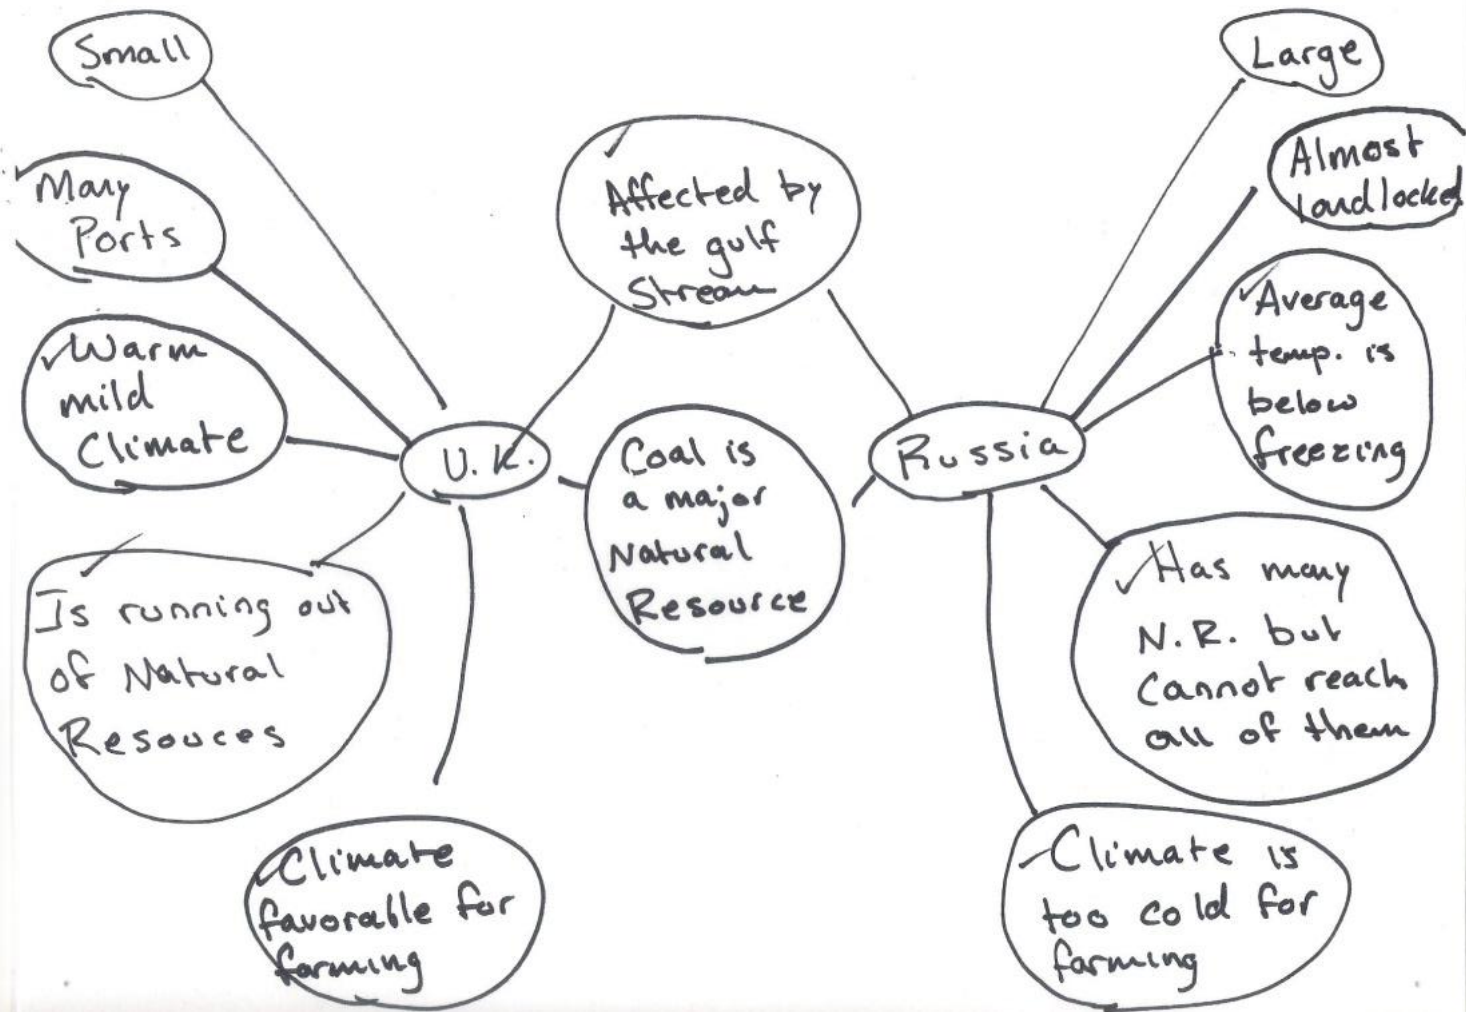 Small
Many
Ports
Warm
mild
Climate
Is running out
of Natural
Resouces
Climate
favorable for
farming
U.K.
Affected by
the gulf
Stream
Coal is
a major
Natural
Resource
Russia
Large
Almost
landlocked
Average
temp. is
below
freezing
Has many
N.R. but
Cannot reach
all of them
Climate is
too cold for
farming